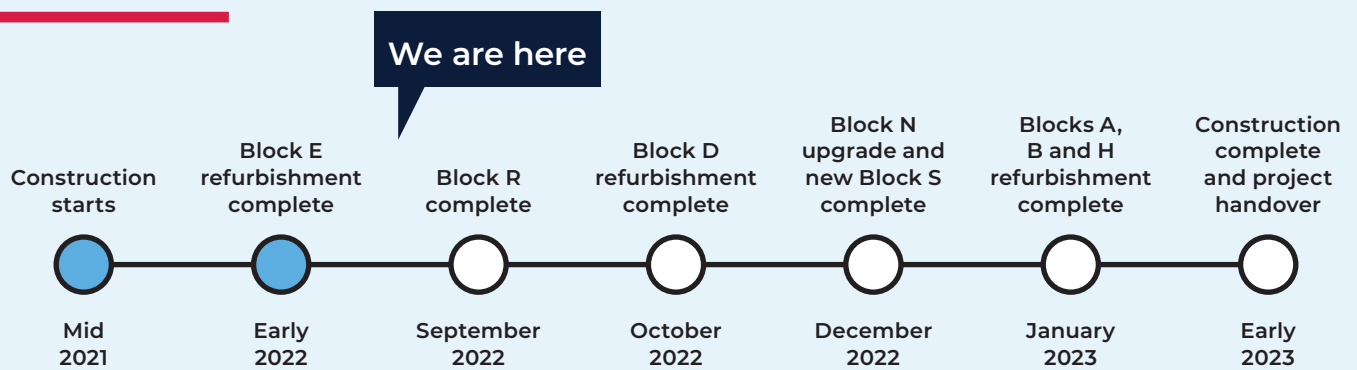 We are here
Construction
starts
Block E
refurbishment
complete
Block R
complete
Block D
refurbishment
complete
Block N
upgrade and
new Block S
complete
Blocks A,
B and H
refurbishment
complete
Construction
complete
and project
handover
Mid
2021
Early
2022
September
2022
October
2022
December
2022
January
2023
Early
2023